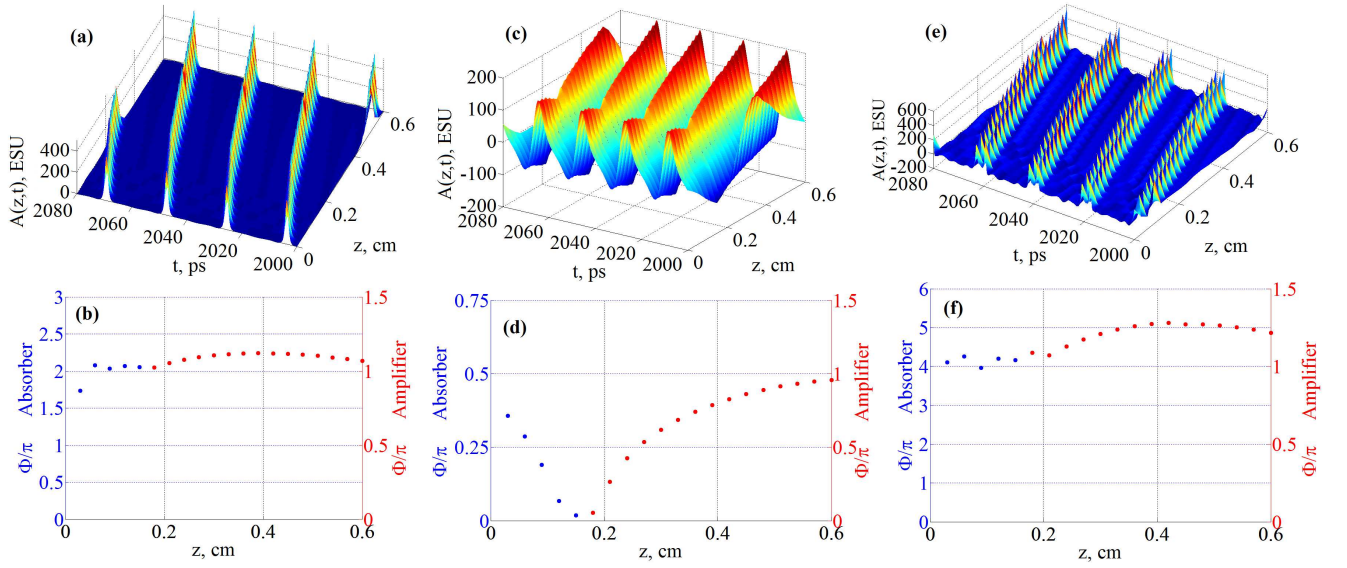 (a)
A(z,t), ESU
400
200
0
2080
2060
2040
2020
2000
t, ps
0
0.2
0.4
0.6
z, cm
(c)
A(z,t), ESU
200
100
0
-100
-200
2080
2060
2040
2020
2000
t, ps
0
0.2
0.4
0.6
z, cm
(e)
A(z,t), ESU
600
400
200
0
-200
2080
2060
2040
2020
2000
t, ps
0
0.2
0.4
0.6
z, cm
(b)
Φ/π Absorber
3
2.5
2
1.5
1
0.5
0
0 0.2 0.4 0.6
z, cm
1.5
1
0.5
0
Φ/π Amplifier
(d)
Φ/π Absorber
0.75
0.5
0.25
0
0 0.2 0.4 0.6
z, cm
1.5
1
0.5
0
Φ/π Amplifier
(f)
Φ/π Absorber
6
5
4
3
2
1
0
0 0.2 0.4 0.6
z, cm
1.5
1
0.5
0
Φ/π Amplifier